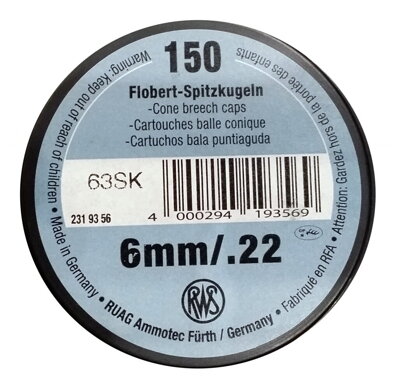 150
Flobert-Spitzkugeln
-Cone breech caps
-Cartouches balle conique
-Cartuchos bala puntiaguda
63SK
231 93 56
4 000294 193569
6mm/.22
RWS
Warning: Keep out of reach of children • Made in Germany • RUAG Ammotec Fürth / Germany • Fabriqué en RFA • Attention: Gardez hors de la portée des enfants